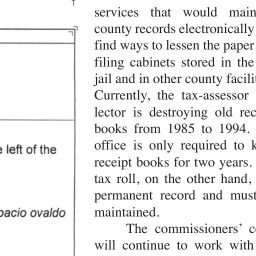 e left of the
pacio ovaldo
services that would main
county records electronically
find ways to lessen the paper
filing cabinets stored in the
jail and in other county facilit
Currently, the tax-assessor
lector is destroying old rec
books from 1985 to 1994.
office is only required to k
receipt books for two years.
tax roll, on the other hand,
permanent record and must
maintained.
The commissioners' co
will continue to work with